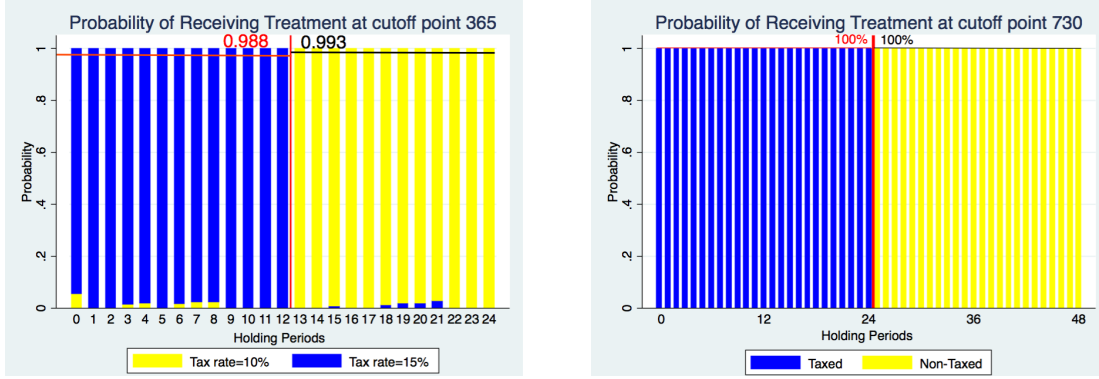 Probability of Receiving Treatment at cutoff point 365
0.988 0.993
Probability
1
.8
.6
.4
.2
0
0 1 2 3 4 5 6 7 8 9 10 11 12 13 14 15 16 17 18 19 20 21 22 23 24
Holding Periods
Tax rate=10% Tax rate=15%
Probability of Receiving Treatment at cutoff point 730
100% 100%
Probability
1
.8
.6
.4
.2
0
0 12 24 36 48
Holding Periods
Taxed Non-Taxed